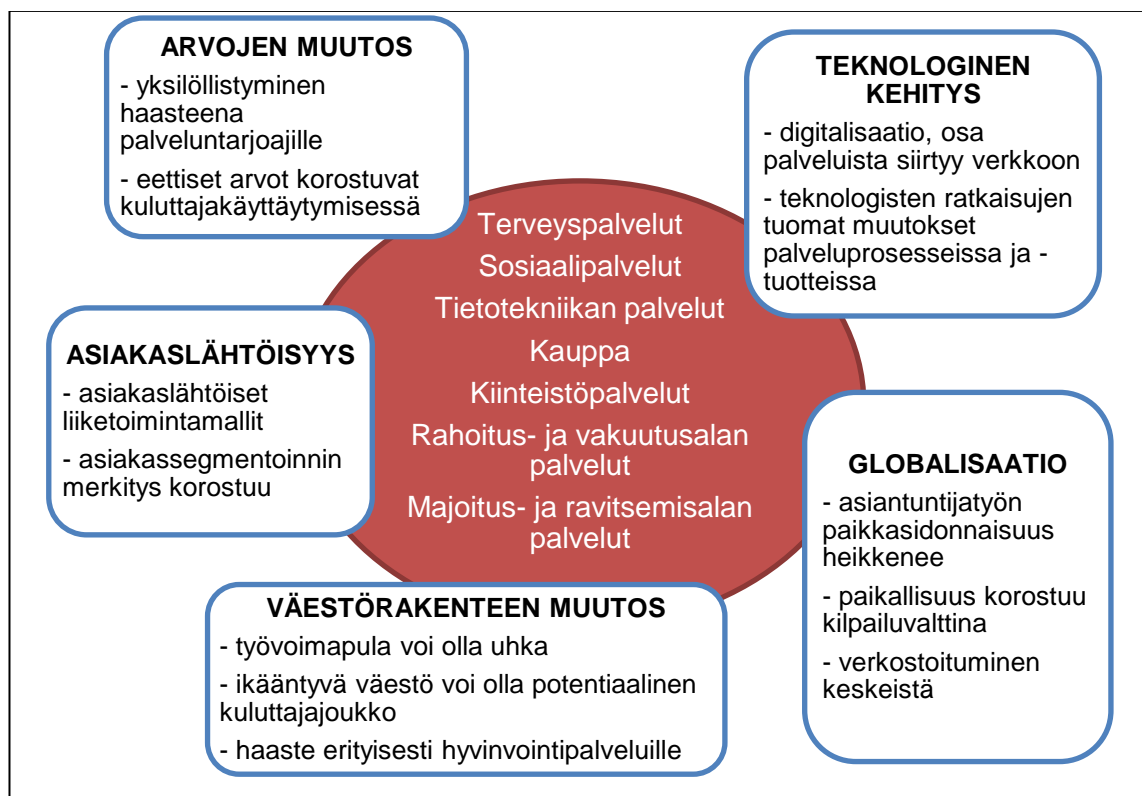 ARVOJEN MUUTOS
- yksilöllistyminen
haasteena
palveluntarjoajille
- eettiset arvot korostuvat
kuluttajakäyttäytymisessä
TEKNOLOGINEN
KEHITYS
- digitalisaatio, osa
palveluista siirtyy verkkoon
- teknologisten ratkaisujen
tuomat muutokset
palveluprosesseissa ja -
tuotteissa
Terveyspalvelut
Sosiaalipalvelut
Tietotekniikan palvelut
Kauppa
Kiinteistöpalvelut
Rahoitus- ja vakuutusalan
palvelut
Majoitus- ja ravitsemisalan
palvelut
ASIAKASLÄHTÖISYYS
- asiakaslähtöiset
liiketoimintamallit
- asiakassegmentoinnin
merkitys korostuu
GLOBALISAATIO
- asiantuntijatyön
paikkasidonnaisuus
heikkenee
- paikallisuus korostuu
kilpailuvalttina
- verkostoituminen
keskeistä
VÄESTÖRAKENTEEN MUUTOS
- työvoimapula voi olla uhka
- ikääntyvä väestö voi olla potentiaalinen
kuluttajajoukko
- haaste erityisesti hyvinvointipalveluille